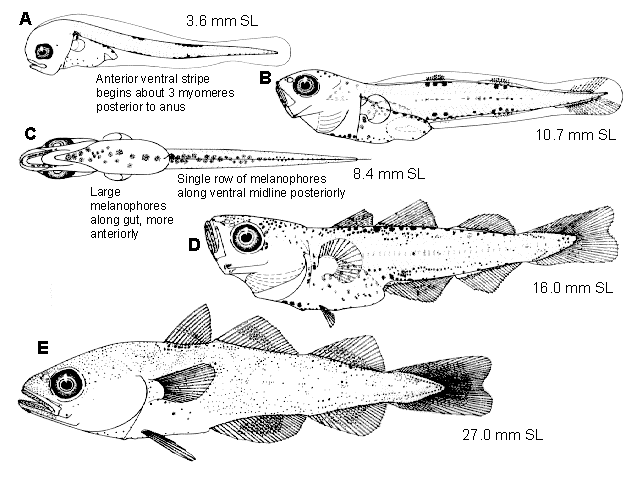 A
3.6 mm SL
Anterior ventral stripe
begins about 3 myomeres
posterior to anus
B
10.7 mm SL
C
8.4 mm SL
Large
melanophores
along gut, more
anteriorly
Single row of melanophores
along ventral midline posteriorly
D
16.0 mm SL
E
27.0 mm SL